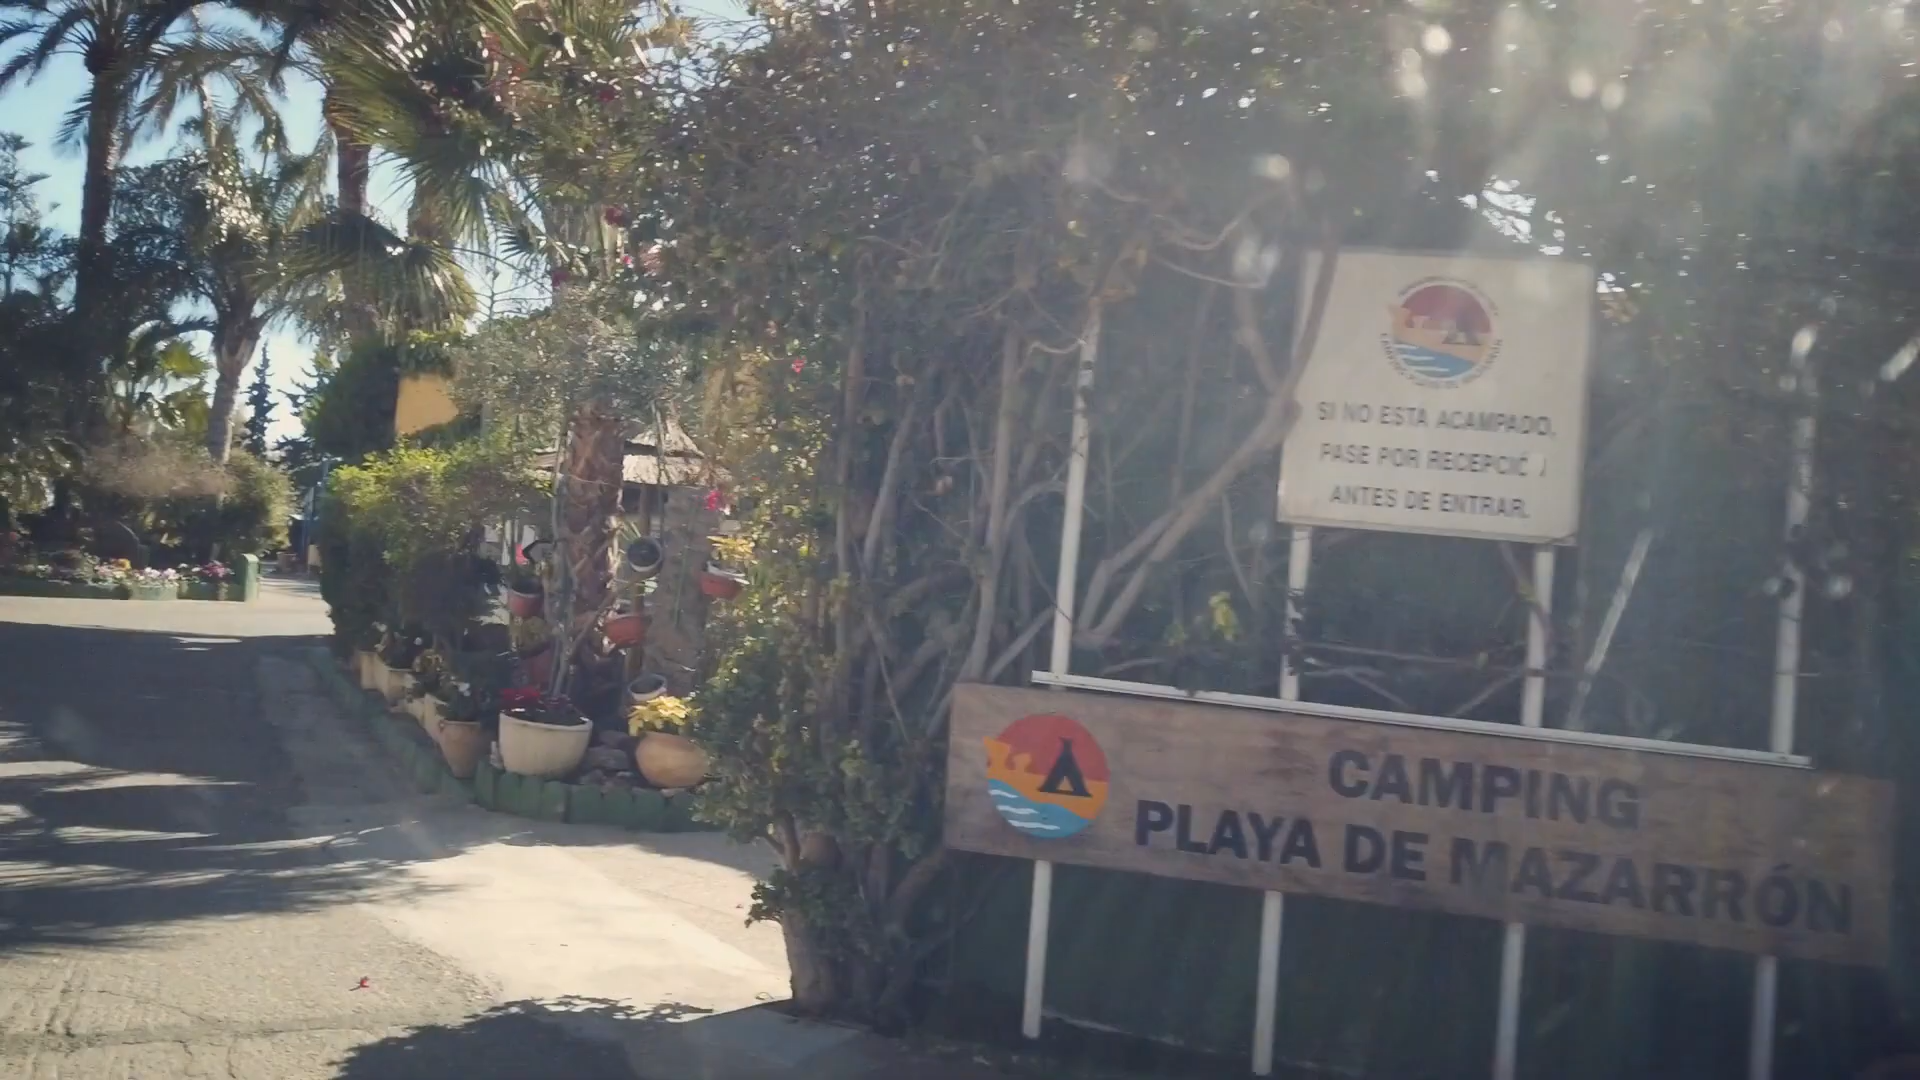 SI NO ESTA ACAMPADO,
PASE POR RECEPCIÓ
ANTES DE ENTRAR.
CAMPING
PLAYA DE MAZARRÓN